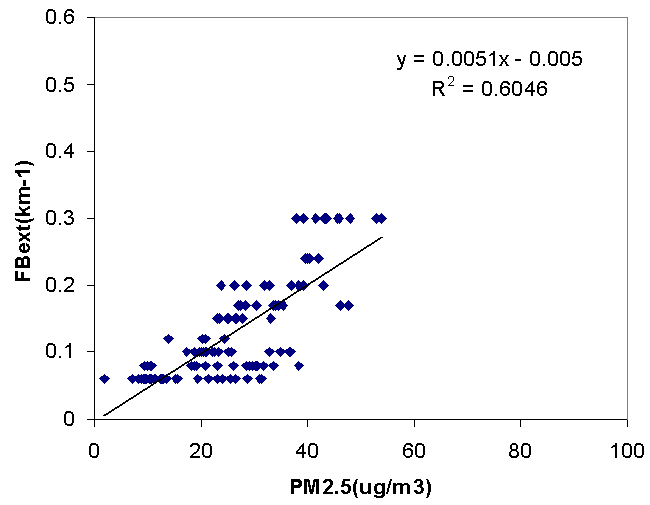 0.6
y = 0.0051x - 0.005
R² = 0.6046
0.5
0.4
0.3
0.2
0.1
0
FBext(km-1)
0 20 40 60 80 100
PM2.5(ug/m3)